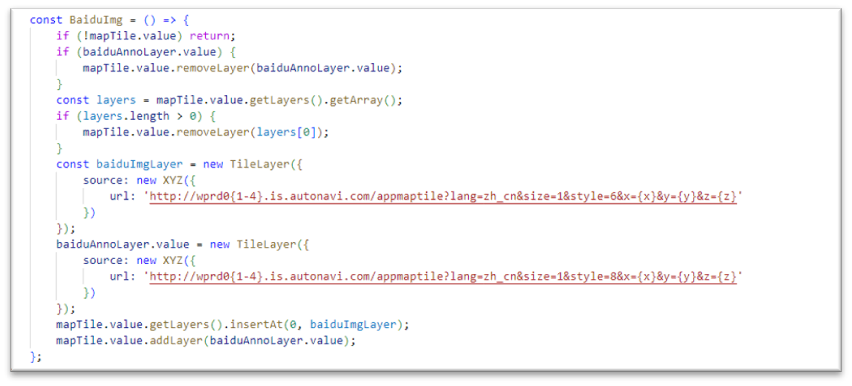 const BaiduImg = () => {
    if (!mapTile.value) return;
    if (baiduAnnoLayer.value) {
        mapTile.value.removeLayer(baiduAnnoLayer.value);
    }
    const layers = mapTile.value.getLayers().getArray();
    if (layers.length > 0) {
        mapTile.value.removeLayer(layers[0]);
    }
    const baiduImgLayer = new TileLayer({
        source: new XYZ({
            url: 'http://wprd0{1-4}.is.autonavi.com/appmaptile?lang=zh_cn&size=1&style=6&x={x}&y={y}&z={z}'
        })
    });
    baiduAnnoLayer.value = new TileLayer({
        source: new XYZ({
            url: 'http://wprd0{1-4}.is.autonavi.com/appmaptile?lang=zh_cn&size=1&style=8&x={x}&y={y}&z={z}'
        })
    });
    mapTile.value.getLayers().insertAt(0, baiduImgLayer);
    mapTile.value.addLayer(baiduAnnoLayer.value);
};